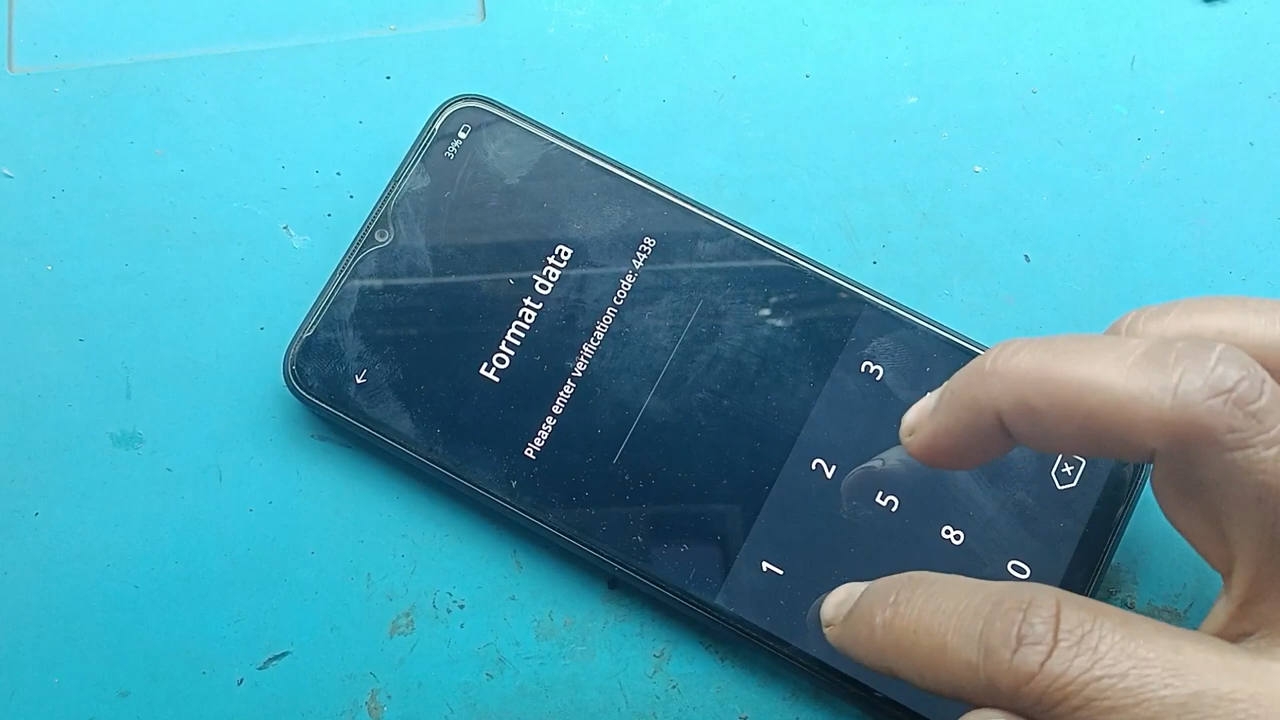 39%
←
Format data
Please enter verification code: 4438
1 2 3
5
8
0